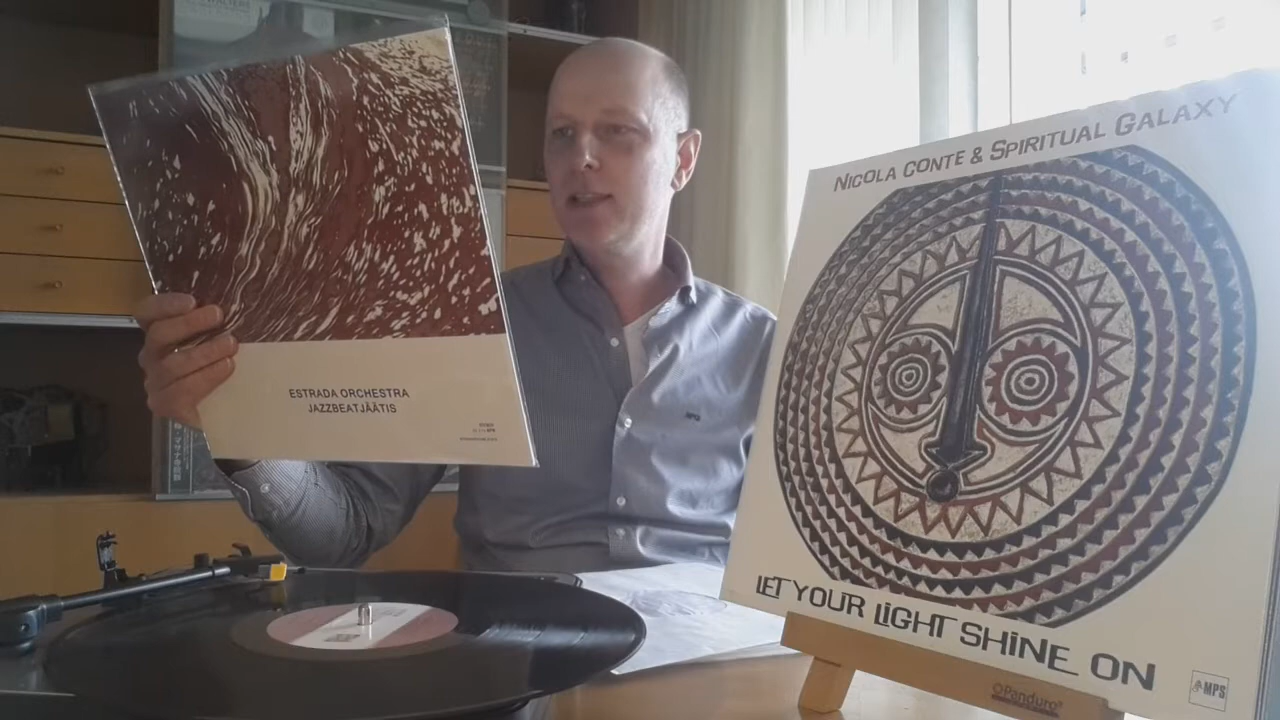 ESTRADA ORCHESTRA
JAZZBEATJÄÄTIS
NICOLA CONTE & SPIRITUAL GALAXY
LET YOUR LIGHT SHINE ON
MPS
Panduro